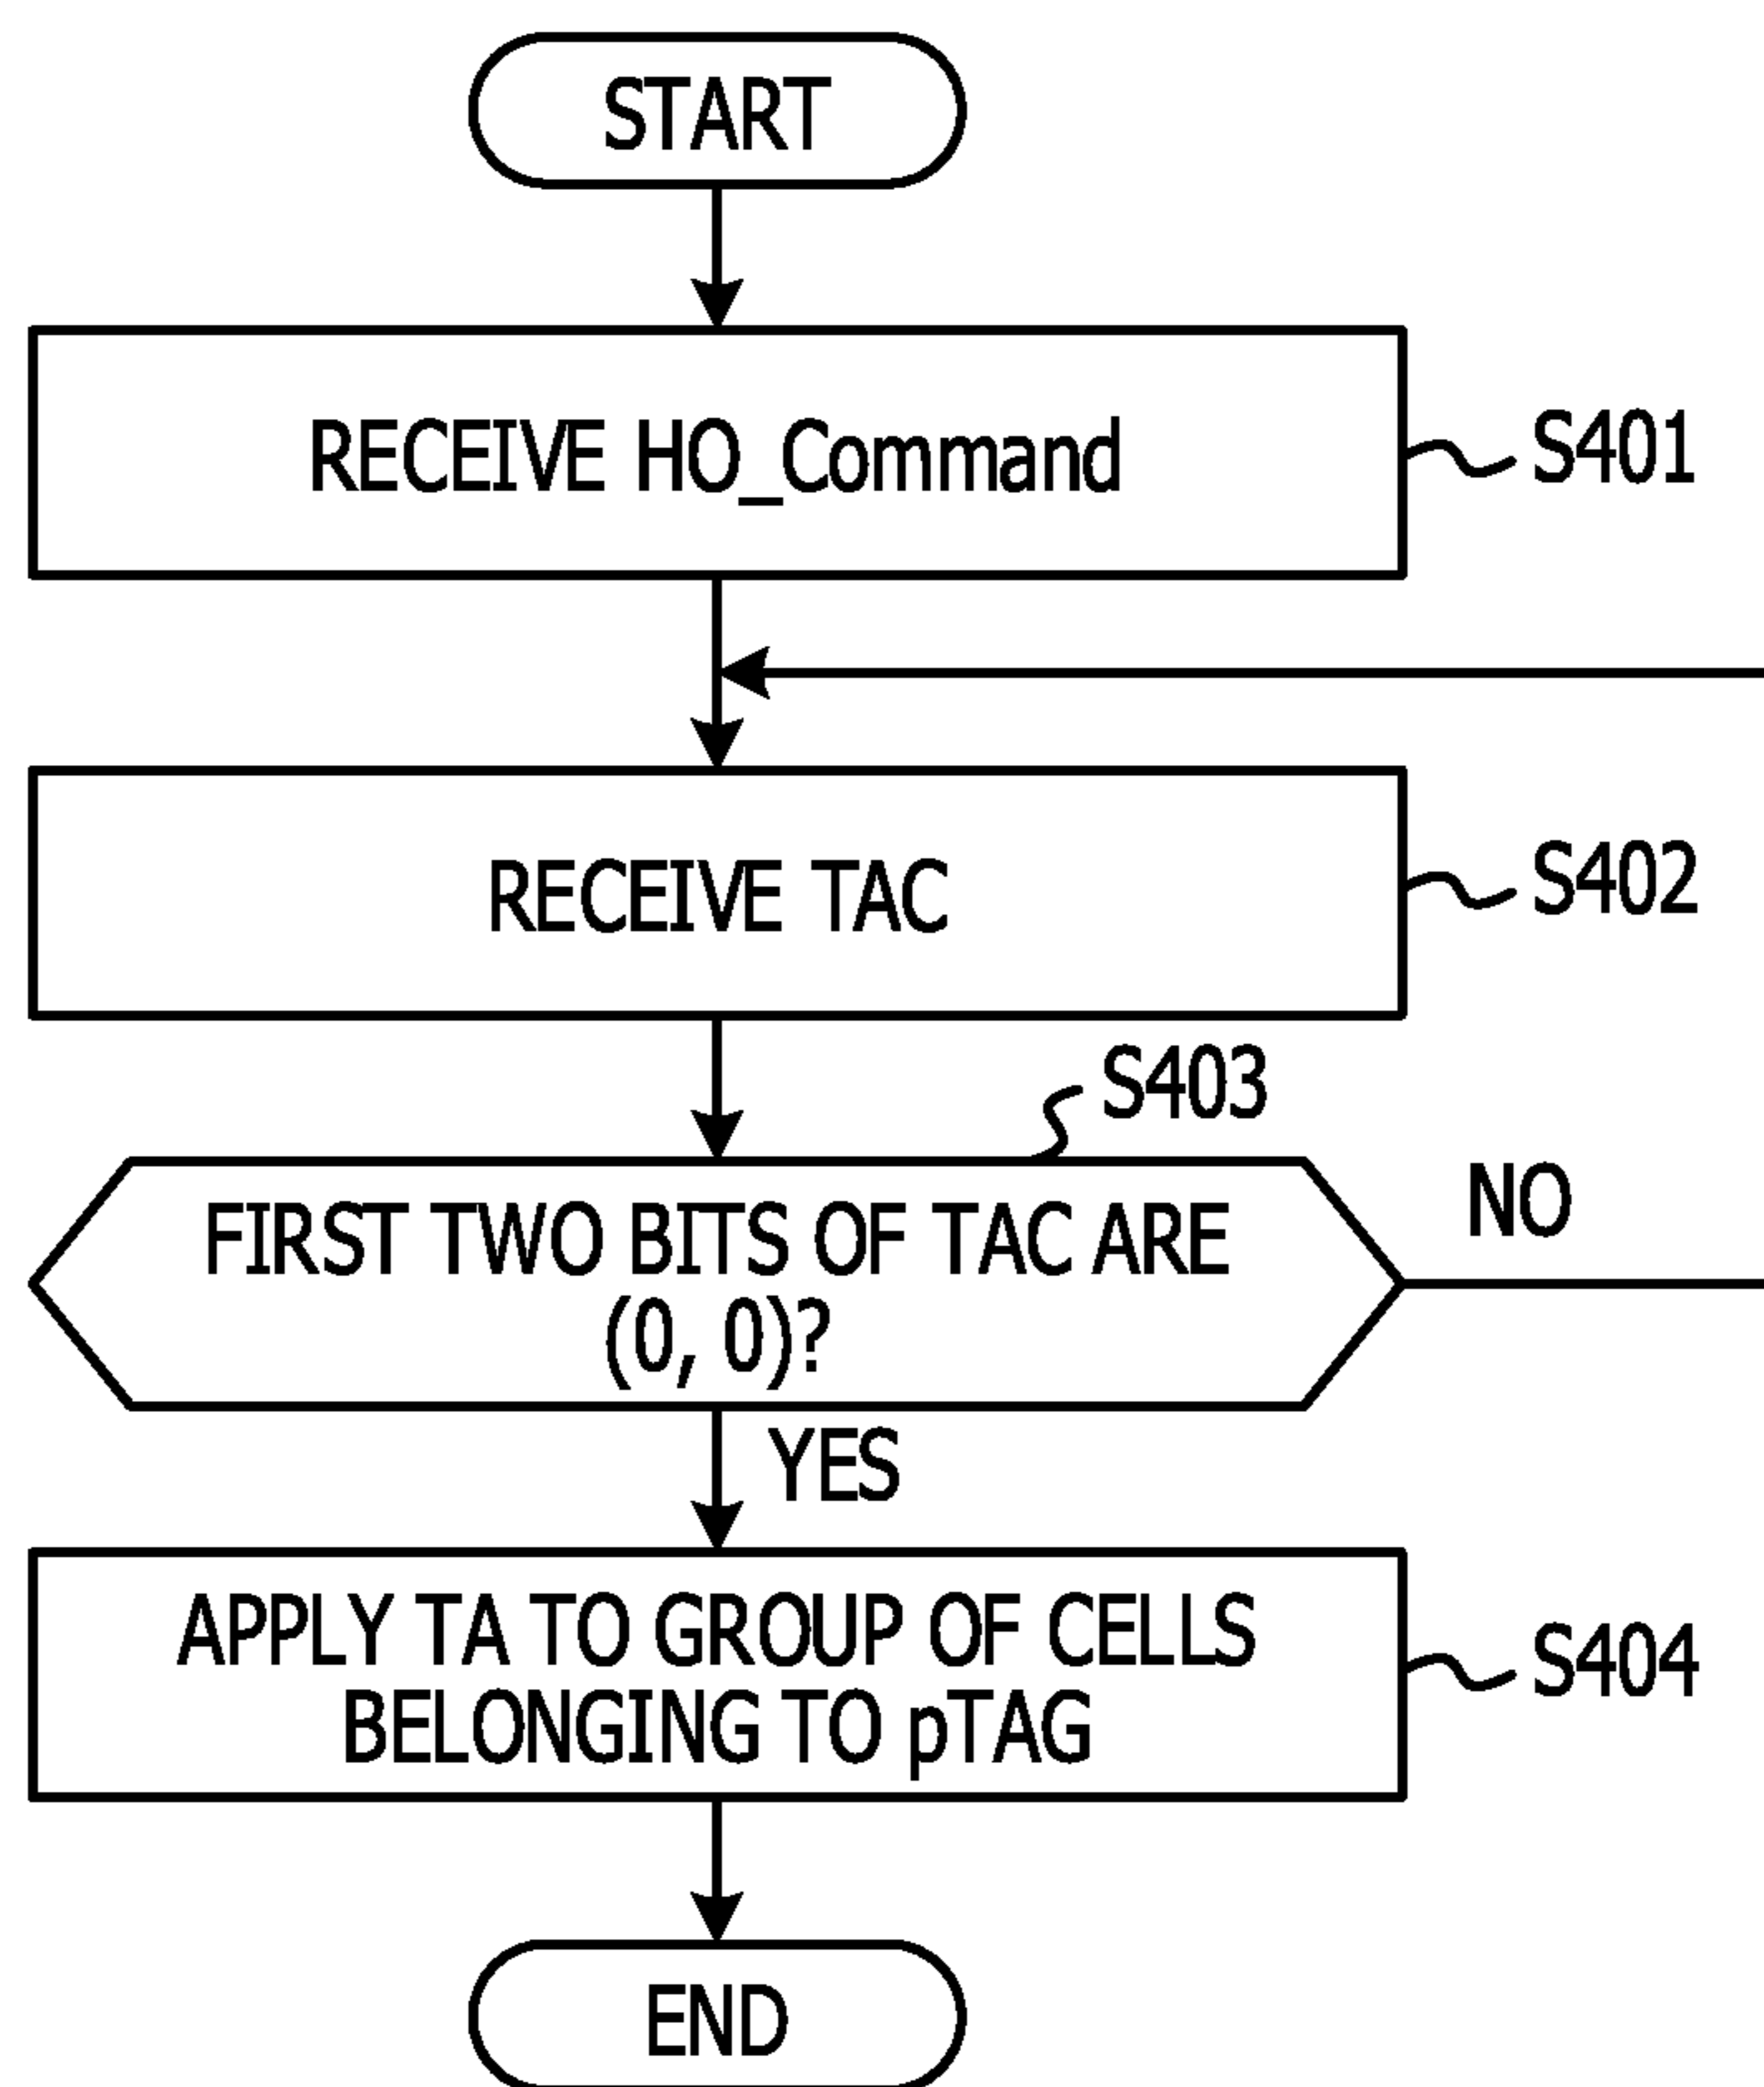 START
RECEIVE HO_Command
S401
RECEIVE TAC
S402
S403
FIRST TWO BITS OF TAC ARE
(0, 0)?
NO
YES
APPLY TA TO GROUP OF CELLS
BELONGING TO pTAG
S404
END